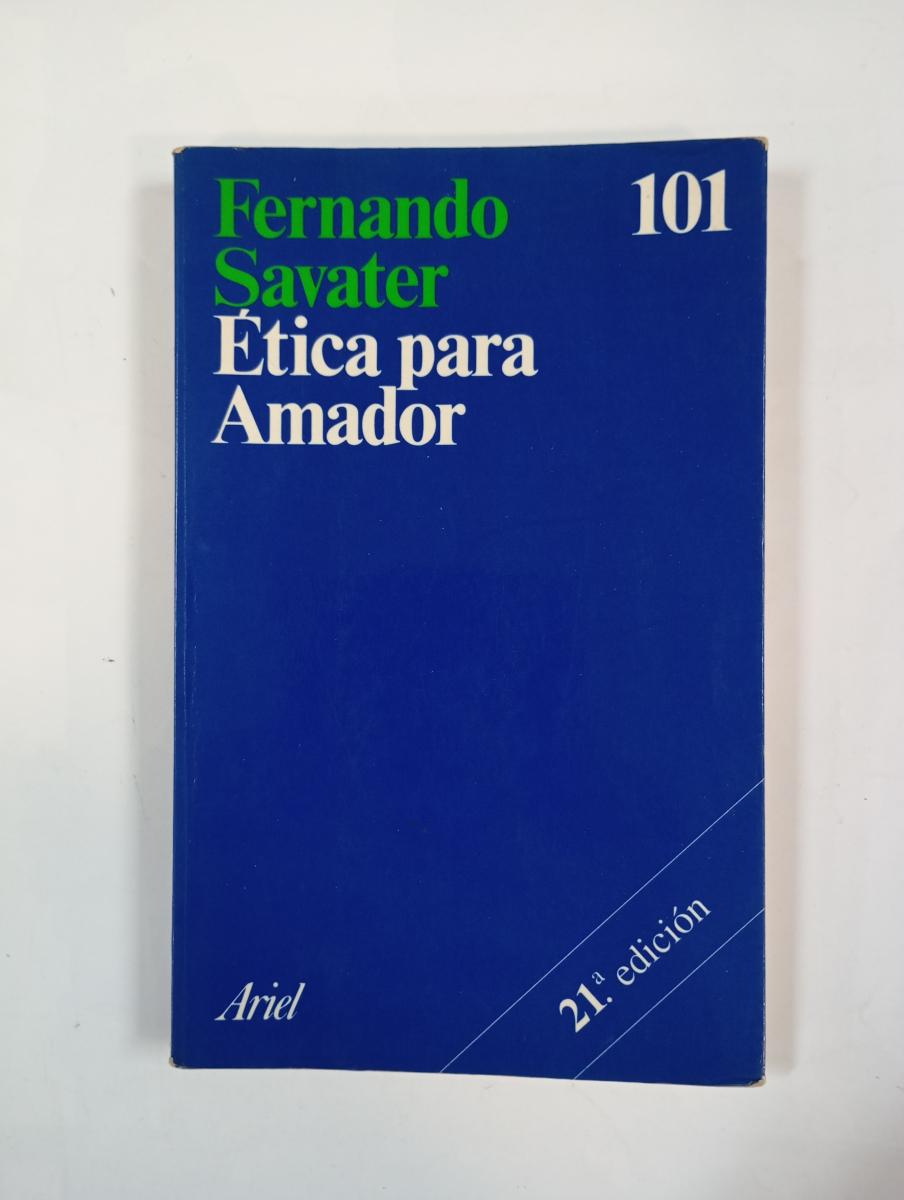 Fernando
Savater
Ética para
Amador
101
Ariel
21.ª edición